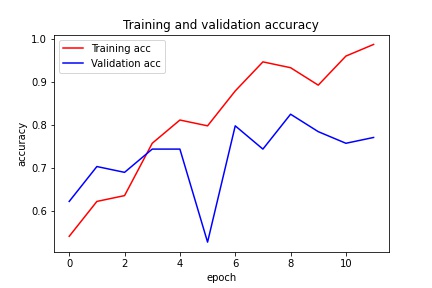 Training and validation accuracy
Training acc
Validation acc
accuracy
1.0
0.9
0.8
0.7
0.6
0 2 4 6 8 10
epoch